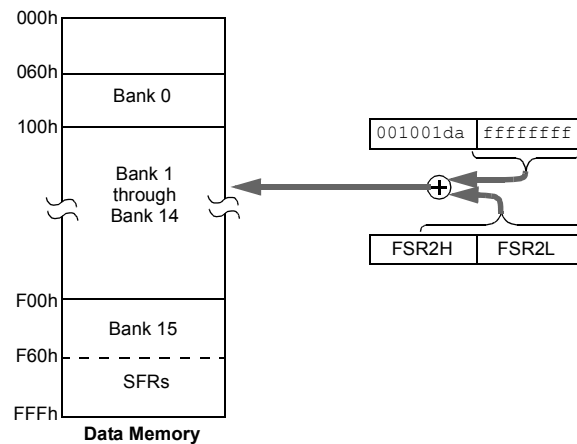 000h
060h
Bank 0
100h
001001da ffffffff
Bank 1
through
Bank 14
FSR2H FSR2L
F00h
Bank 15
F60h
SFRs
FFFh
Data Memory